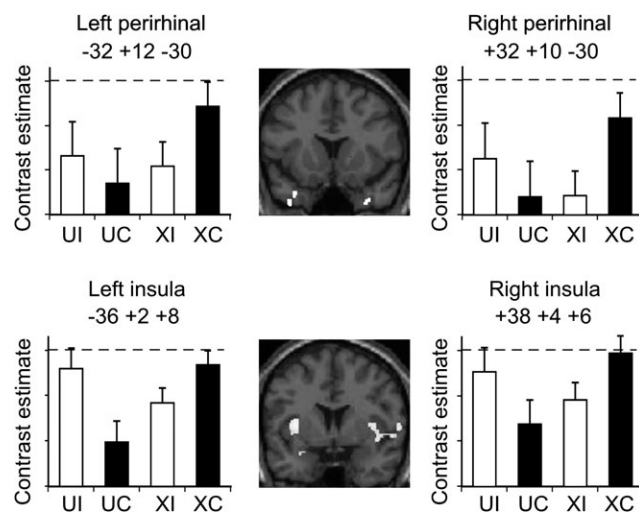 Left perirhinal
-32 +12 -30
Contrast estimate
UI UC XI XC
Right perirhinal
+32 +10 -30
Contrast estimate
UI UC XI XC
Left insula
-36 +2 +8
Contrast estimate
UI UC XI XC
Right insula
+38 +4 +6
Contrast estimate
UI UC XI XC